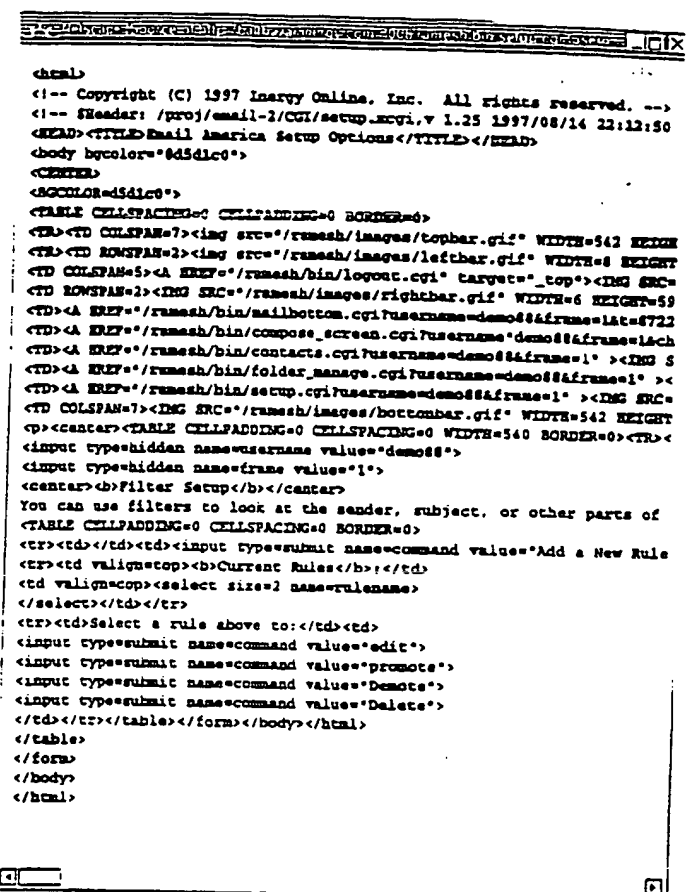 <html>
<!-- Copyright (C) 1997 Inergy Online, Inc. All rights reserved. -->
<!-- $Header: /proj/email-2/CGI/setup.mcgi,v 1.25 1997/08/14 22:12:50
<HEAD><TITLE>Email America Setup Options</TITLE></HEAD>
<body bgcolor="#d5d1c0">
<CENTER>
<BGCOLOR=d5d1c0">
<TABLE CELLSPACING=0 CELLPADDING=0 BORDER=0>
<TR><TD COLSPAN=7><img src="/ramesh/images/topbar.gif" WIDTH=542 HEIGH
<TR><TD ROWSPAN=2><img src="/ramesh/images/leftbar.gif" WIDTH=8 HEIGHT
<TD COLSPAN=5><A HREF="/ramesh/bin/logout.cgi" target="_top"><IMG SRC=
<TD ROWSPAN=2><IMG SRC="/ramesh/images/rightbar.gif" WIDTH=6 HEIGHT=59
<TD><A HREF="/ramesh/bin/mailbottom.cgi?username=demo88&frame=1&t=8722
<TD><A HREF="/ramesh/bin/compose_screen.cgi?username=demo88&frame=1&ch
<TD><A HREF="/ramesh/bin/contacts.cgi?username=demo88&frame=1" ><IMG S
<TD><A HREF="/ramesh/bin/folder_manage.cgi?username=demo88&frame=1" ><
<TD><A HREF="/ramesh/bin/setup.cgi?username=demo88&frame=1" ><IMG SRC=
<TD COLSPAN=7><IMG SRC="/ramesh/images/bottonbar.gif" WIDTH=542 HEIGHT
<p><center><TABLE CELLPADDING=0 CELLSPACING=0 WIDTH=540 BORDER=0><TR><
<input type=hidden name=username value="demo88">
<input type=hidden name=frame value="1">
<center><b>Filter Setup</b></center>
You can use filters to look at the sender, subject, or other parts of
<TABLE CELLPADDING=0 CELLSPACING=0 BORDER=0>
<tr><td></td><td><input type=submit name=command value="Add a New Rule
<tr><td valign=top><b>Current Rules</b>:</td>
<td valign=top><select size=2 name=rulename>
</select></td></tr>
<tr><td>Select a rule above to:</td><td>
<input type=submit name=command value="edit">
<input type=submit name=command value="promote">
<input type=submit name=command value="Demote">
<input type=submit name=command value="Delete">
</td></tr></table></form></body></html>
</table>
</form>
</body>
</html>